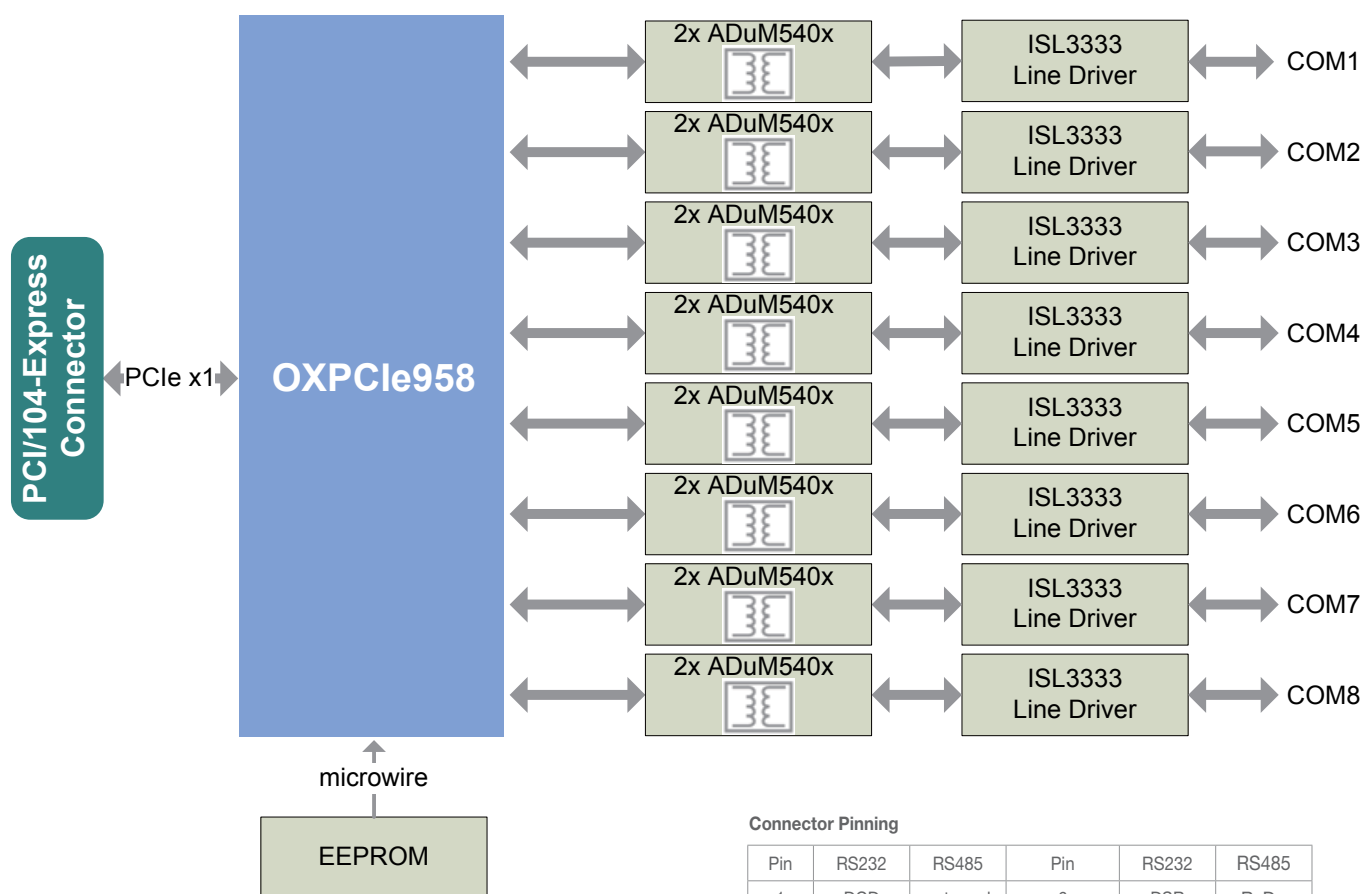 PCI/104-Express
Connector
PCIe x1
OXPCIe958
2x ADuM540x
ISL3333
Line Driver
COM1
2x ADuM540x
ISL3333
Line Driver
COM2
2x ADuM540x
ISL3333
Line Driver
COM3
2x ADuM540x
ISL3333
Line Driver
COM4
2x ADuM540x
ISL3333
Line Driver
COM5
2x ADuM540x
ISL3333
Line Driver
COM6
2x ADuM540x
ISL3333
Line Driver
COM7
2x ADuM540x
ISL3333
Line Driver
COM8
microwire
EEPROM
Connector Pinning
Pin RS232 RS485 Pin RS232 RS485